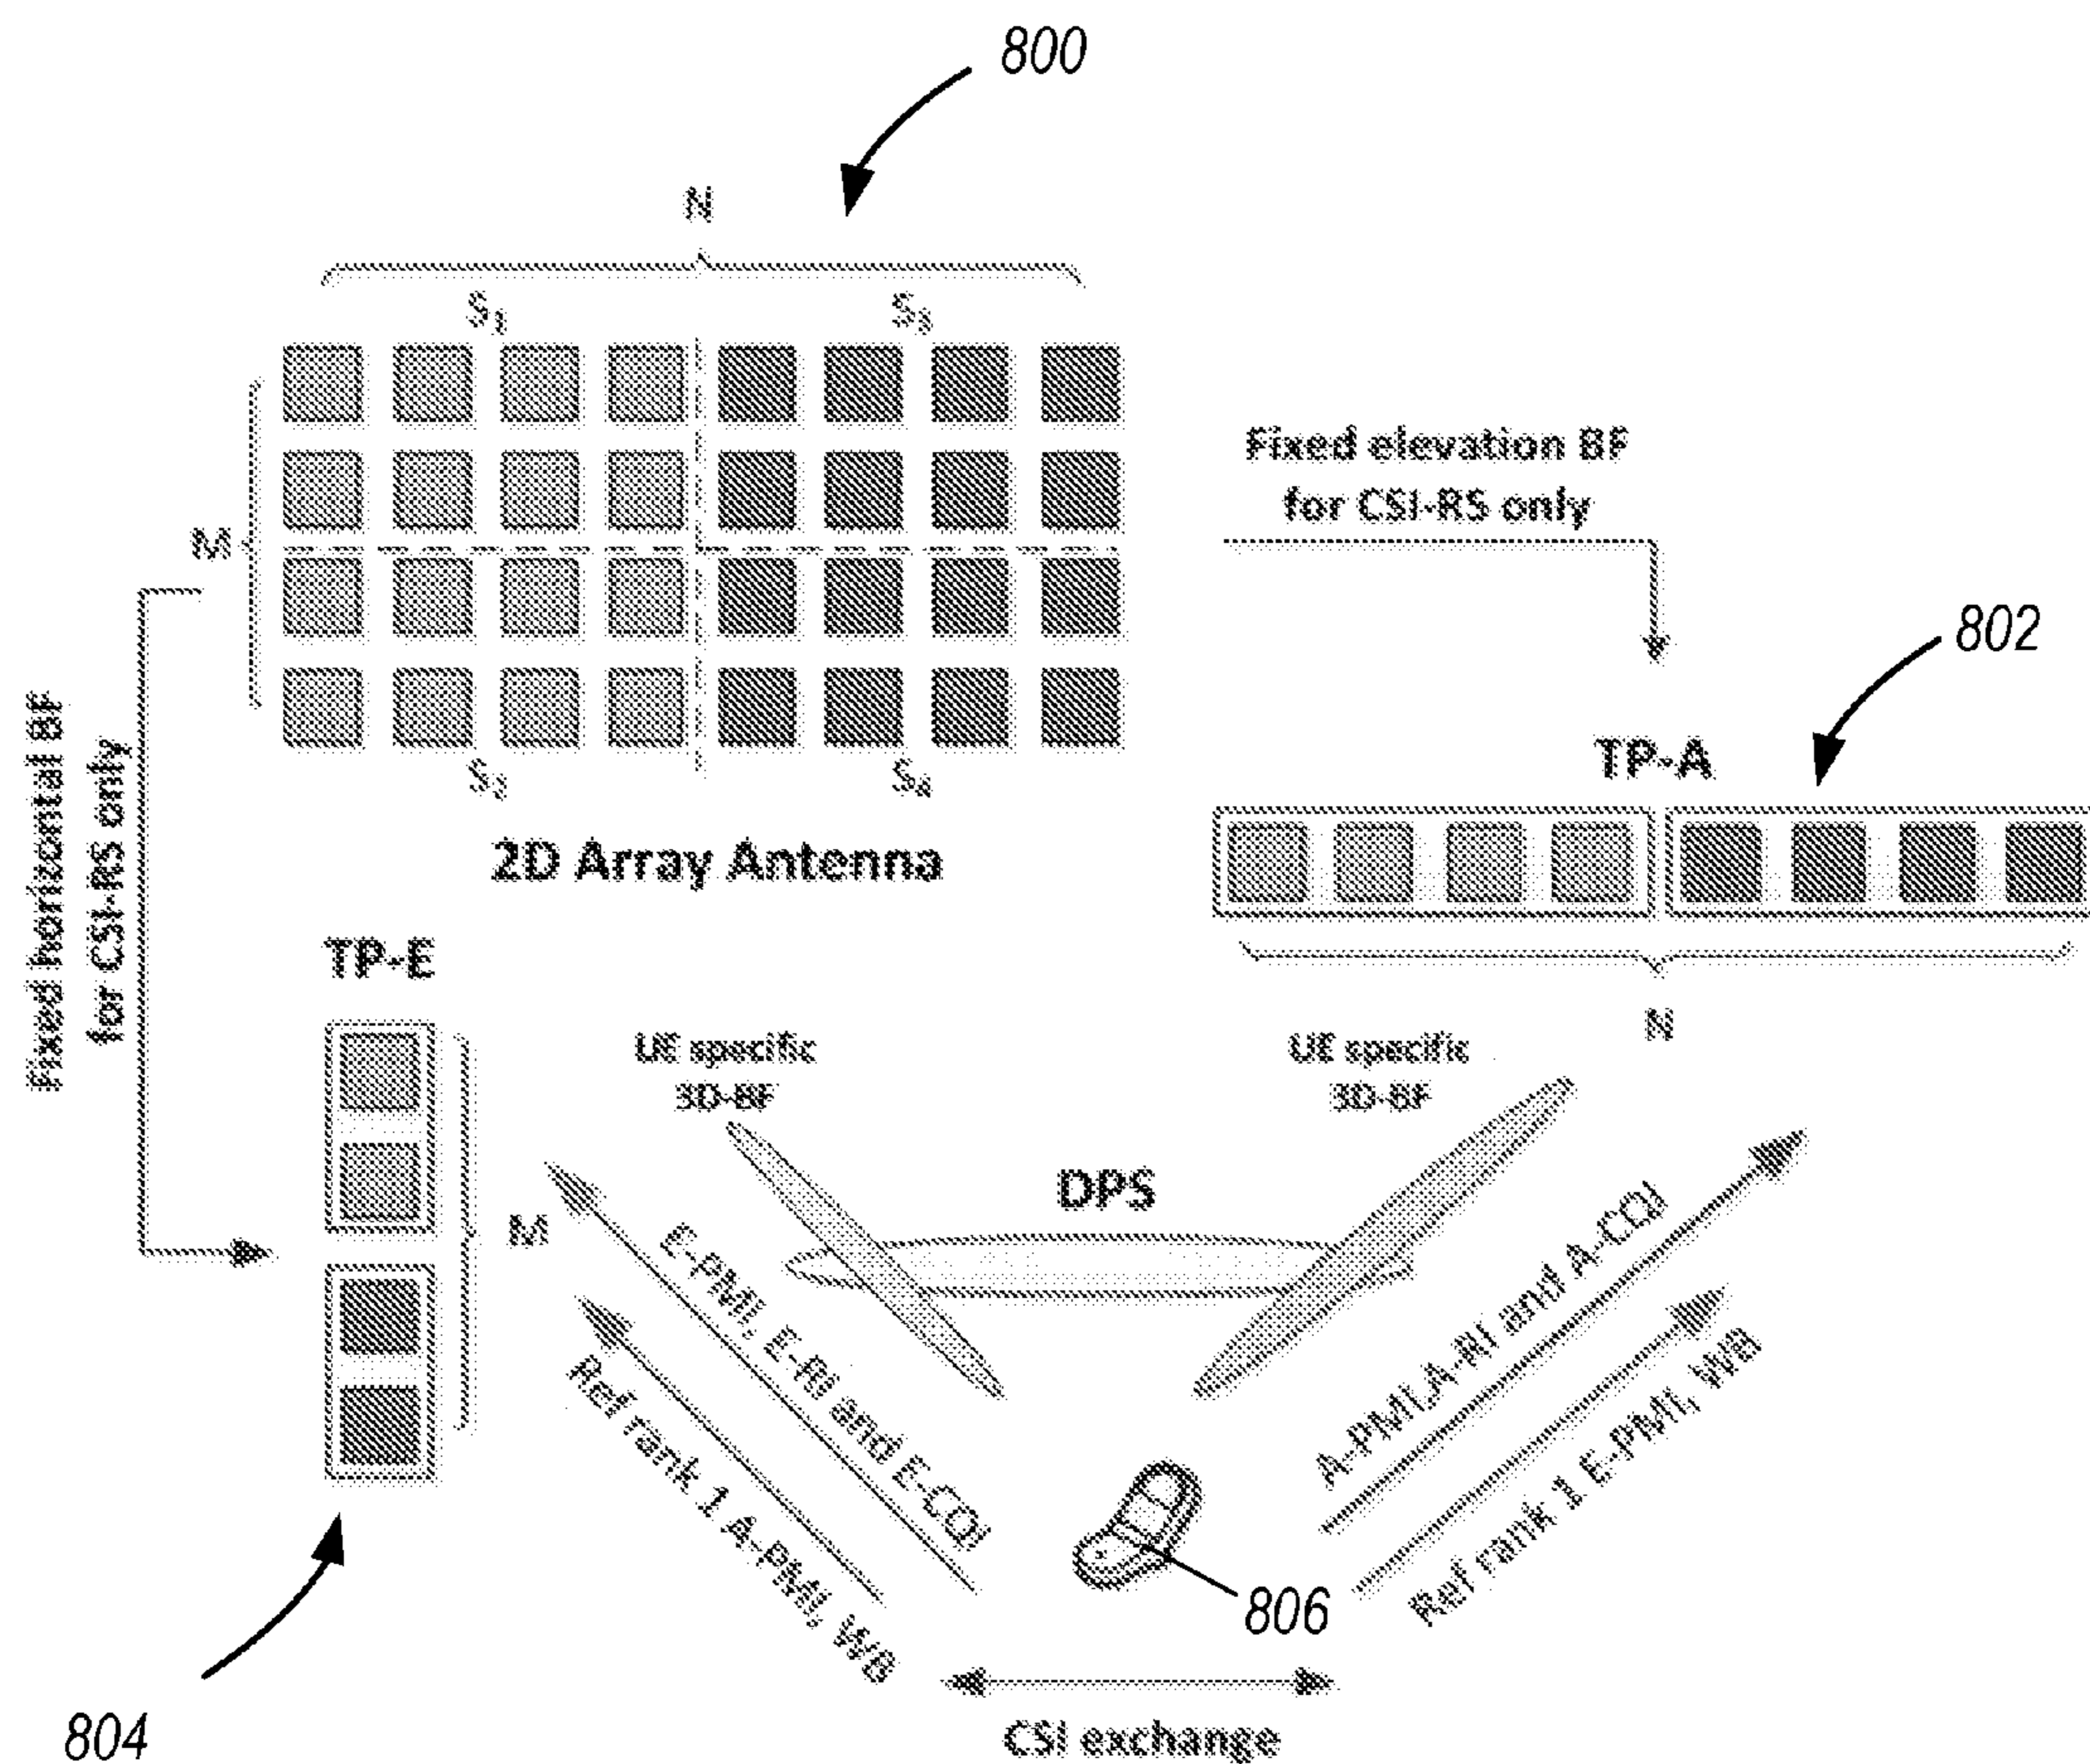 800
N
S1
S3
M
Fixed elevation BF
for CSI-RS only
802
S2
S4
2D Array Antenna
TP-A
Fixed horizontal BF
for CSI-RS only
TP-E
N
UE specific
3D-BF
UE specific
3D-BF
DPS
M
E-PMI, E-RI and E-CQI
Ref rank 1 A-PMI, WB
A-PMI,A-RI and A-CQI
Ref rank 1 E-PMI, WB
806
CSI exchange
804